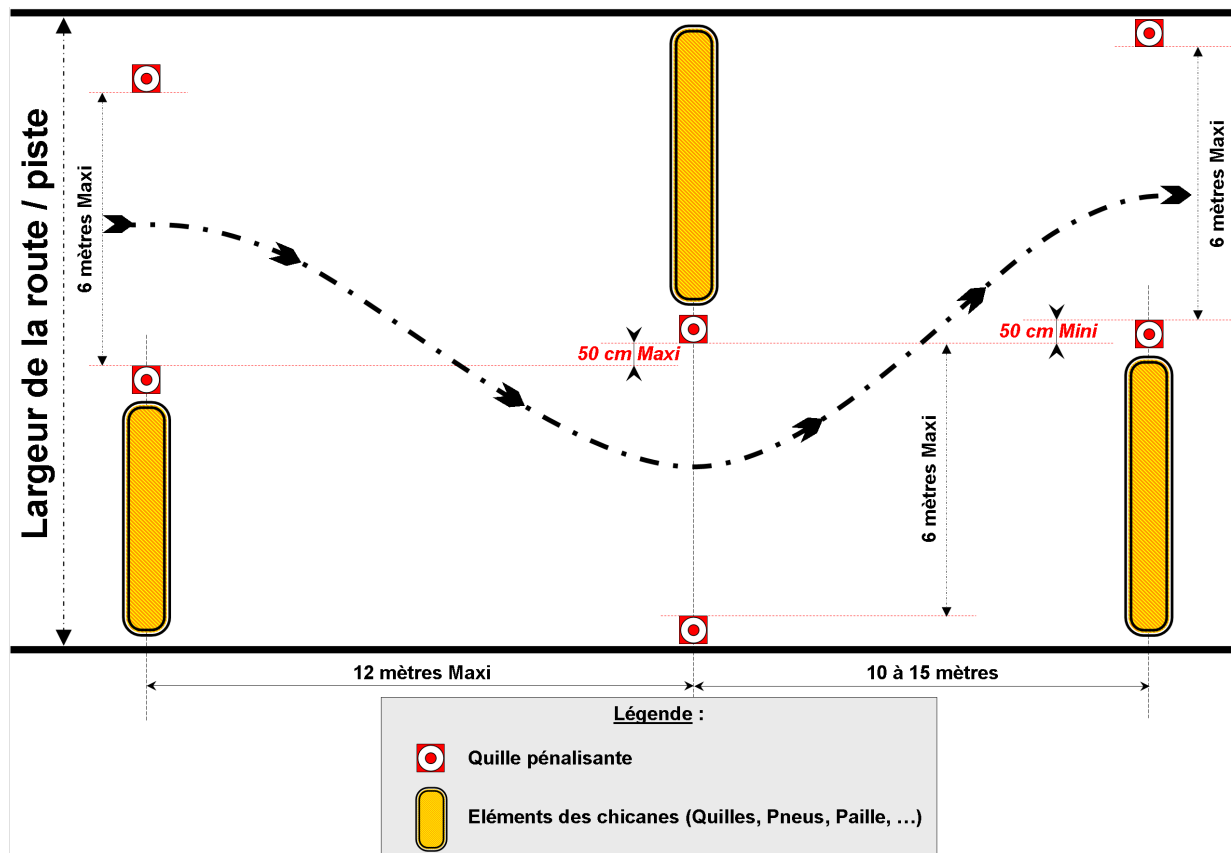 Largeur de la route / piste
6 mètres Maxi
50 cm Maxi
6 mètres Maxi
50 cm Mini
6 mètres Maxi
12 mètres Maxi
10 à 15 mètres
Légende :
Quille pénalisante
Eléments des chicanes (Quilles, Pneus, Paille, …)